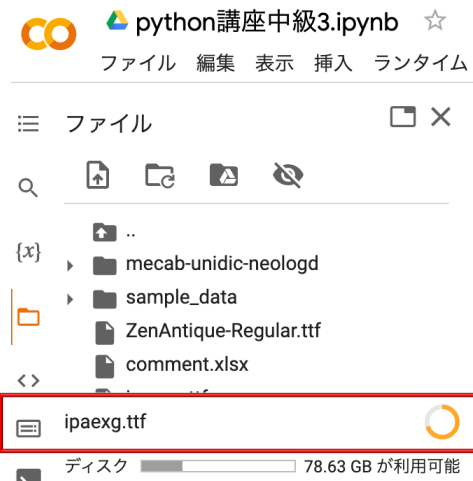 python講座中級3.ipynb
ファイル 編集 表示 挿入 ランタイム
ファイル
..
{x}
mecab-unidic-neologd
sample_data
ZenAntique-Regular.ttf
comment.xlsx
ipaexg.ttf
ディスク 78.63 GB が利用可能